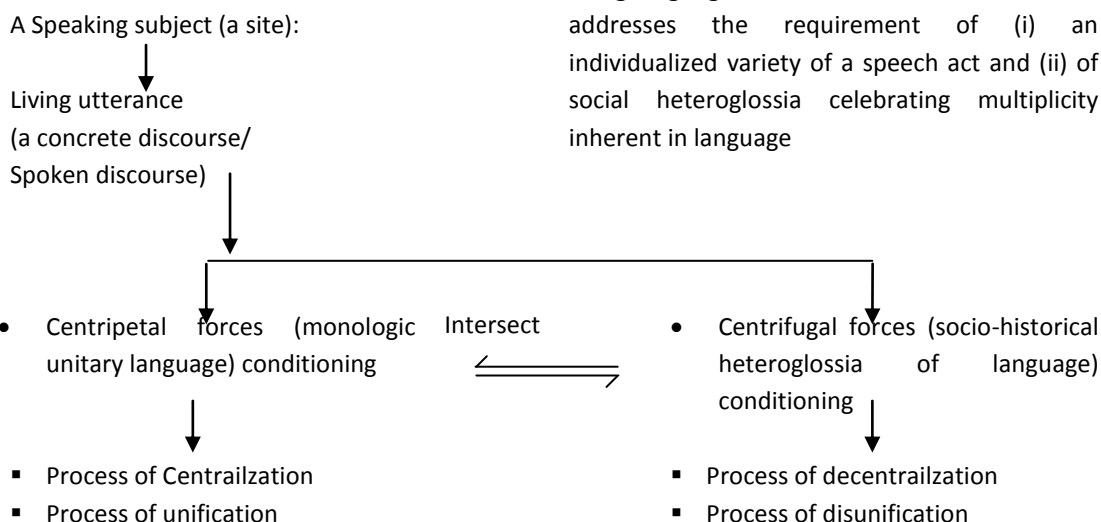 A Speaking subject (a site):
Living utterance
(a concrete discourse/
Spoken discourse)
addresses the requirement of (i) an
individualized variety of a speech act and (ii) of
social heteroglossia celebrating multiplicity
inherent in language
• Centripetal forces (monologic
unitary language) conditioning
Intersect
• Centrifugal forces (socio-historical
heteroglossia of language)
conditioning
▪ Process of Centrailzation
▪ Process of unification
▪ Process of decentrailzation
▪ Process of disunification